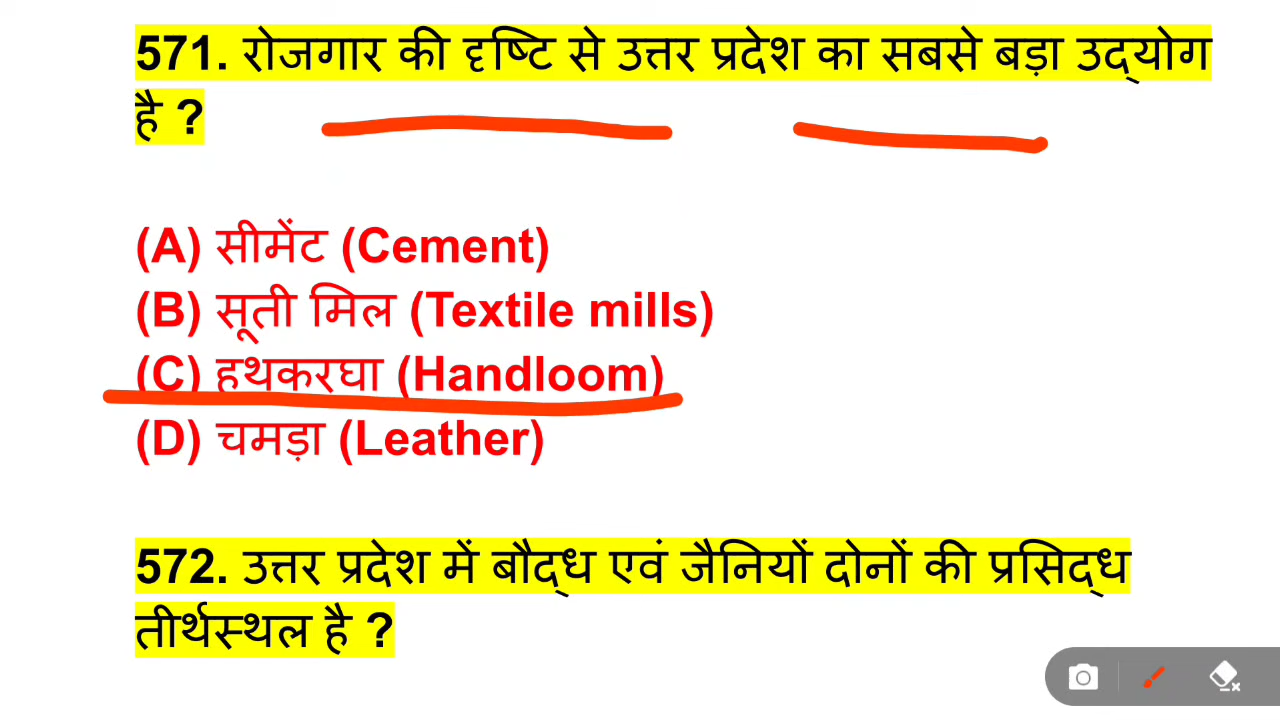 571. रोजगार की दृष्टि से उत्तर प्रदेश का सबसे बड़ा उद्योग
है ?
(A) सीमेंट (Cement)
(B) सूती मिल (Textile mills)
(C) हथकरघा (Handloom)
(D) चमड़ा (Leather)
572. उत्तर प्रदेश में बौद्ध एवं जैनियों दोनों की प्रसिद्ध
तीर्थस्थल है ?